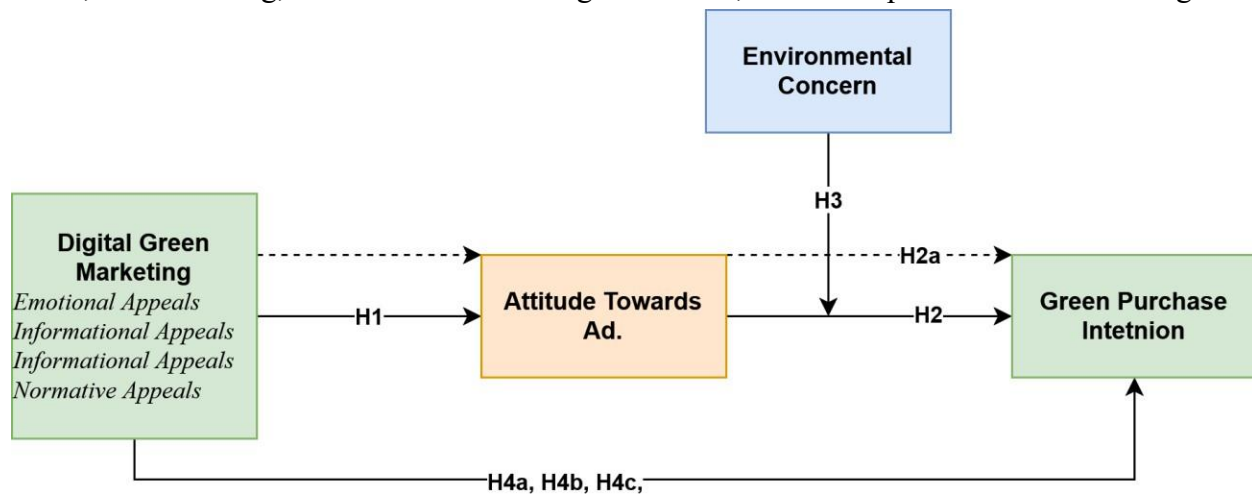 Environmental
Concern
H3
Digital Green
Marketing
Emotional Appeals
Informational Appeals
Informational Appeals
Normative Appeals
H1
Attitude Towards
Ad.
H2a
H2
Green Purchase
Intetnion
H4a, H4b, H4c,